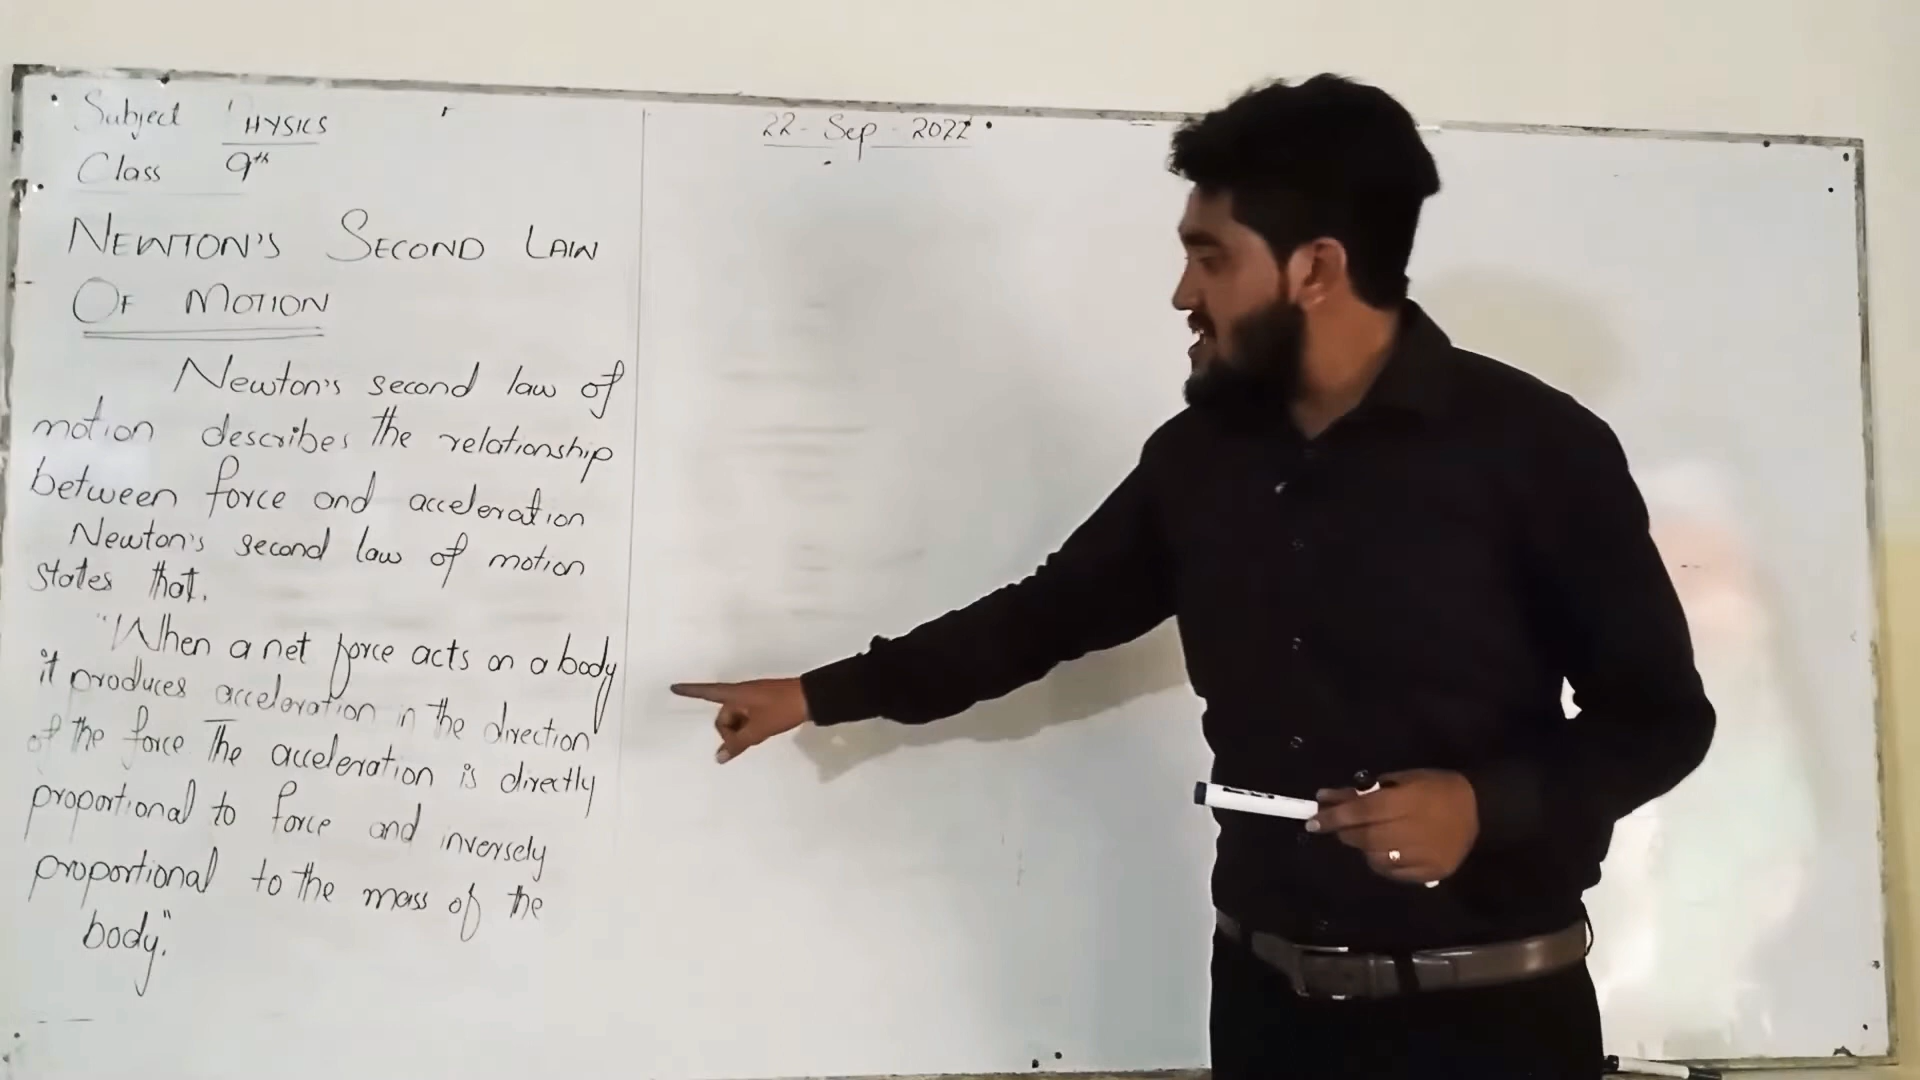 Subject PHYSICS
Class 9th
22-Sep-2022
NEWTON'S SECOND LAW
OF MOTION
Newton's second law of
motion describes the relationship
between force and acceleration
Newton's second law of motion
states that.
"When a net force acts on a body
it produces acceleration in the direction
of the force The acceleration is directly
proportional to force and inversely
proportional to the mass of the
body."